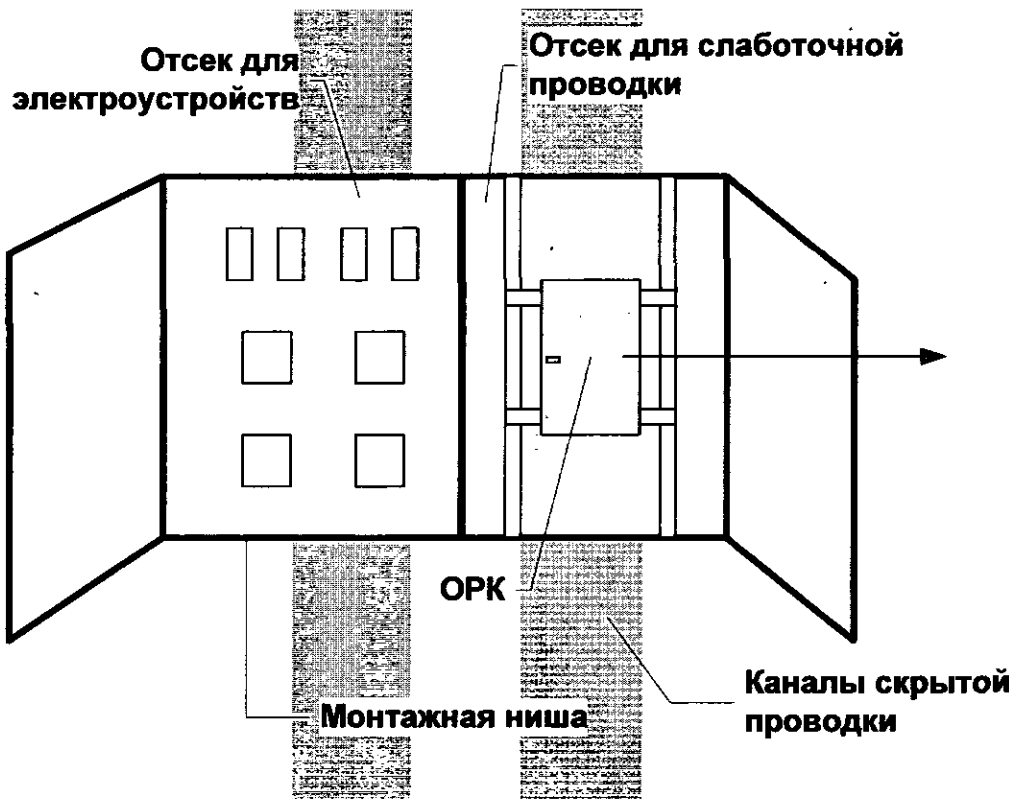 Отсек для
электроустройств
Отсек для слаботочной
проводки
ОРК
Каналы скрытой
проводки
Монтажная ниша